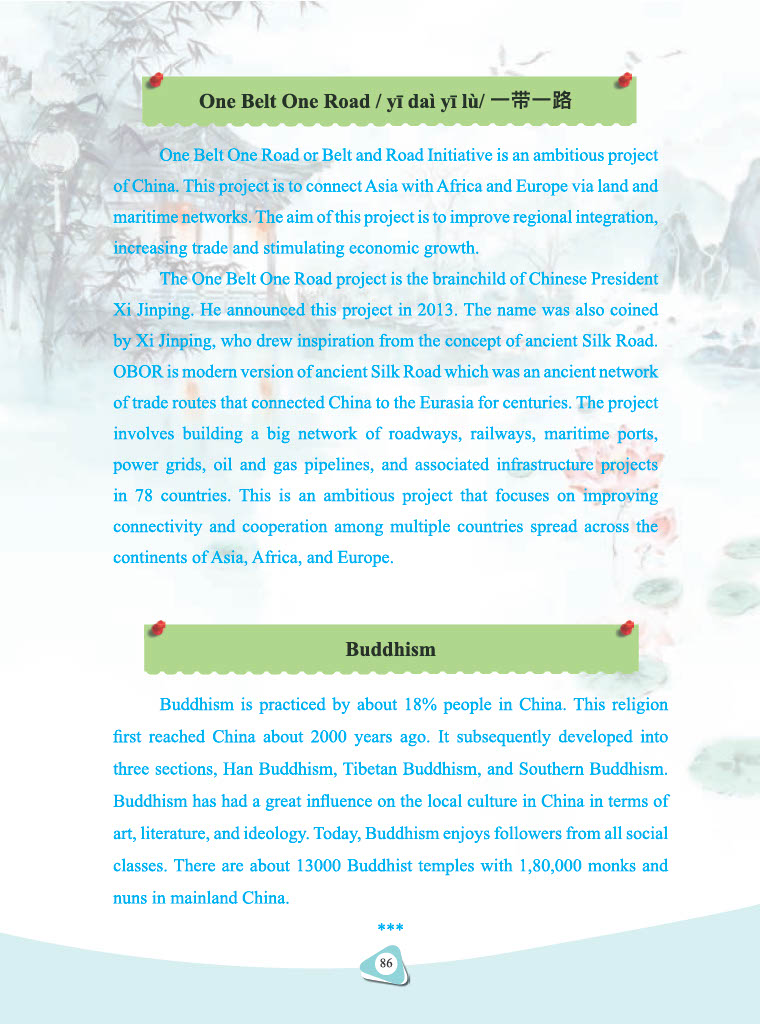 One Belt One Road / yī daì yī lù/ 一带一路
One Belt One Road or Belt and Road Initiative is an ambitious project
of China. This project is to connect Asia with Africa and Europe via land and
maritime networks. The aim of this project is to improve regional integration,
increasing trade and stimulating economic growth.
The One Belt One Road project is the brainchild of Chinese President
Xi Jinping. He announced this project in 2013. The name was also coined
by Xi Jinping, who drew inspiration from the concept of ancient Silk Road.
OBOR is modern version of ancient Silk Road which was an ancient network
of trade routes that connected China to the Eurasia for centuries. The project
involves building a big network of roadways, railways, maritime ports,
power grids, oil and gas pipelines, and associated infrastructure projects
in 78 countries. This is an ambitious project that focuses on improving
connectivity and cooperation among multiple countries spread across the
continents of Asia, Africa, and Europe.
Buddhism
Buddhism is practiced by about 18% people in China. This religion
first reached China about 2000 years ago. It subsequently developed into
three sections, Han Buddhism, Tibetan Buddhism, and Southern Buddhism.
Buddhism has had a great influence on the local culture in China in terms of
art, literature, and ideology. Today, Buddhism enjoys followers from all social
classes. There are about 13000 Buddhist temples with 1,80,000 monks and
nuns in mainland China.
***
86